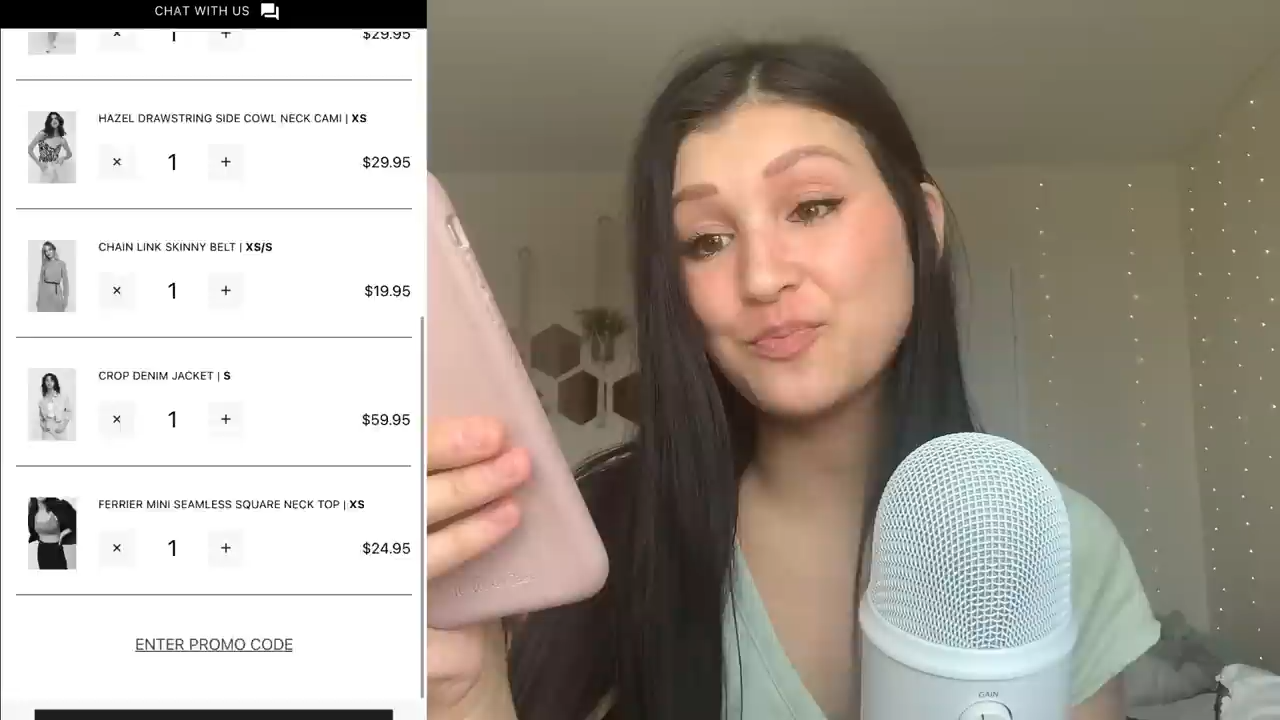 CHAT WITH US
1 + $29.95
HAZEL DRAWSTRING SIDE COWL NECK CAMI | XS
× 1 + $29.95
CHAIN LINK SKINNY BELT | XS/S
× 1 + $19.95
CROP DENIM JACKET | S
× 1 + $59.95
FERRIER MINI SEAMLESS SQUARE NECK TOP | XS
× 1 + $24.95
ENTER PROMO CODE
GAIN